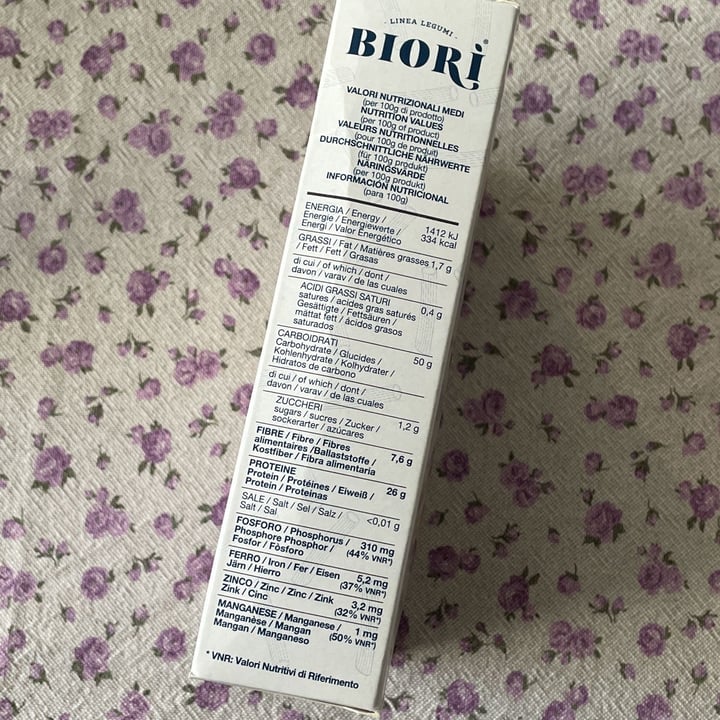 - LINEA LEGUMI -
BIORÌ®
VALORI NUTRIZIONALI MEDI
(per 100g di prodotto)
NUTRITION VALUES
(per 100g of product)
VALEURS NUTRITIONNELLES
(pour 100g de produit)
DURCHSCHNITTLICHE NÄHRWERTE
(für 100g produkt)
NÄRINGSVÄRDE
(per 100g produkt)
INFORMACIÓN NUTRICIONAL
(para 100g)
ENERGIA / Energy /
Energie / Energiewerte / 1412 kJ
Energi / Valor Energético 334 kcal
GRASSI / Fat / Matières grasses 1,7 g
/ Fett / Fett / Grasas
di cui / of which / dont /
davon / varav / de las cuales
ACIDI GRASSI SATURI
satures / acides gras saturés 0,4 g
Gesättigte / Fettsäuren /
mättat fett / ácidos grasos
saturados
CARBOIDRATI
Carbohydrate / Glucides / 50 g
Kohlenhydrate / Kolhydrater /
Hidratos de carbono
di cui / of which / dont /
davon / varav / de las cuales
ZUCCHERI
sugars / sucres / Zucker / 1,2 g
sockerarter / azúcares
FIBRE / Fibre / Fibres
alimentaires /Ballaststoffe / 7,6 g
Kostfiber / Fibra alimentaria
PROTEINE
Protein / Protéines / Eiweiß / 26 g
Protein / Proteinas
SALE / Salt / Sel / Salz / <0,01 g
Salt / Sal
FOSFORO / Phosphorus / 310 mg
Phosphore Phosphor / (44% VNR*)
Fosfor / Fòsforo
FERRO / Iron / Fer / Eisen 5,2 mg
Järn / Hierro (37% VNR*)
ZINCO / Zinc / Zinc / Zink 3,2 mg
Zink / Cinc (32% VNR*)
MANGANESE / Manganese / 1 mg
Manganèse / Mangan (50% VNR*)
Mangan / Manganeso
* VNR: Valori Nutritivi di Riferimento